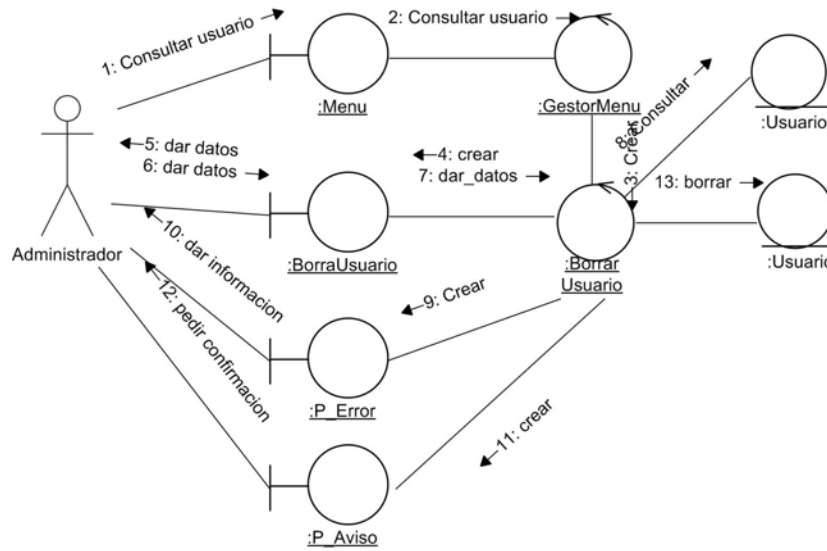 1: Consultar usuario
2: Consultar usuario
:Menu
:GestorMenu
:Usuario
8: Consultar
3: Crear
5: dar datos
6: dar datos
4: crear
7: dar_datos
13: borrar
Administrador
:BorraUsuario
:Borrar
Usuario
:Usuario
10: dar informacion
12: pedir confirmacion
9: Crear
:P_Error
11: crear
:P_Aviso